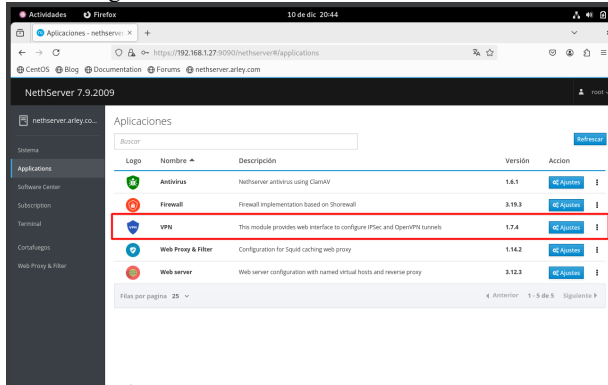 Actividades Firefox 10 de dic 20:44
Aplicaciones - nethserver × +
https://192.168.1.27:9090/nethserver#/applications
CentOS Blog Documentation Forums nethserver.arley.com
NethServer 7.9.2009 root
nethserver.arley.co...
Aplicaciones
Buscar Refrescar
Sistema
Applications
Software Center
Subscription
Terminal
Cortafuegos
Web Proxy & Filter
Logo Nombre Descripción Versión Accion
Antivirus Nethserver antivirus using ClamAV 1.6.1 Ajustes
Firewall Firewall implementation based on Shorewall 3.19.3 Ajustes
VPN VPN This module provides web interface to configure IPSec and OpenVPN tunnels 1.7.4 Ajustes
Web Proxy & Filter Configuration for Squid caching web proxy 1.14.2 Ajustes
Web server Web server configuration with named virtual hosts and reverse proxy 3.12.3 Ajustes
Filas por pagina 25 Anterior 1-5 de 5 Siguiente